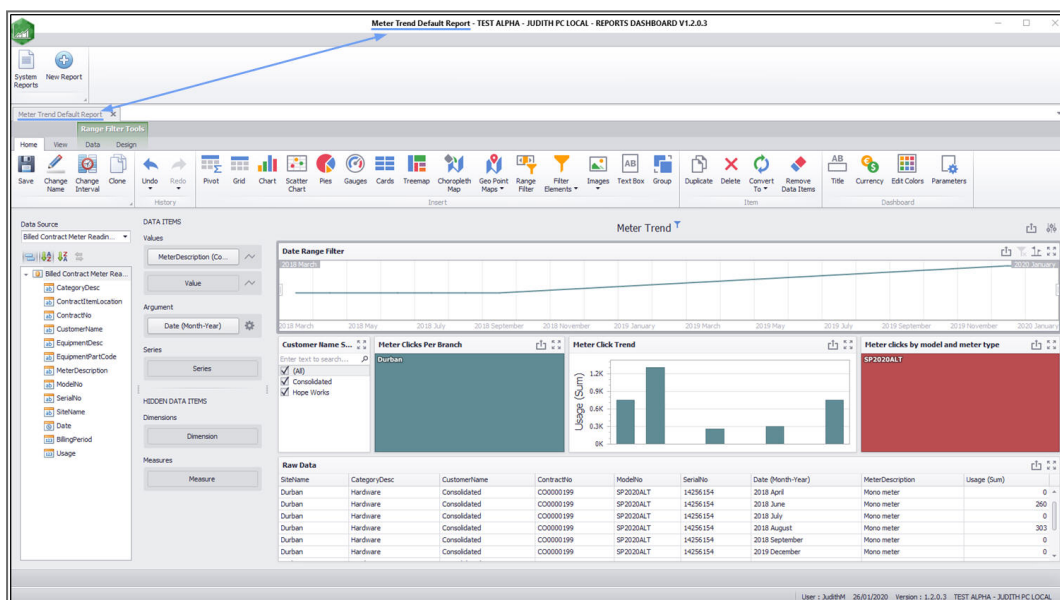 Meter Trend Default Report - TEST ALPHA - JUDITH PC LOCAL - REPORTS DASHBOARD V1.2.0.3
System Reports
New Report
Meter Trend Default Report
Range Filter Tools
Home View Data Design
Save Change Name Change Interval Clone Undo Redo Pivot Grid Chart Scatter Chart Pies Gauges Cards Treemap Choropleth Map Geo Point Maps Range Filter Filter Elements Images Text Box Group Duplicate Delete Convert To Remove Data Items Title Currency Edit Colors Parameters
History Insert Item Dashboard
Data Source
Billed Contract Meter Readin...
Billed Contract Meter Rea...
CategoryDesc
ContractItemLocation
ContractNo
CustomerName
EquipmentDesc
EquipmentPartCode
MeterDescription
ModelNo
SerialNo
SiteName
Date
BillingPeriod
Usage
DATA ITEMS
Values
MeterDescription (Co...
Value
Argument
Date (Month-Year)
Series
Series
HIDDEN DATA ITEMS
Dimensions
Dimension
Measures
Measure
Meter Trend
Date Range Filter
2018 March 2020 January
2018 March 2018 May 2018 July 2018 September 2018 November 2019 January 2019 March 2019 May 2019 July 2019 September 2019 November 2020 January
Customer Name S...
Enter text to search...
(All)
Consolidated
Hope Works
Meter Clicks Per Branch
Durban
Meter Click Trend
Usage (Sum)
1.2K
0.9K
0.6K
0.3K
0K
Meter clicks by model and meter type
SP2020ALT
Raw Data
SiteName CategoryDesc CustomerName ContractNo ModelNo SerialNo Date (Month-Year) MeterDescription Usage (Sum)
Durban Hardware Consolidated CO0000199 SP2020ALT 14256154 2018 April Mono meter 0
Durban Hardware Consolidated CO0000199 SP2020ALT 14256154 2018 June Mono meter 260
Durban Hardware Consolidated CO0000199 SP2020ALT 14256154 2018 July Mono meter 0
Durban Hardware Consolidated CO0000199 SP2020ALT 14256154 2018 August Mono meter 303
Durban Hardware Consolidated CO0000199 SP2020ALT 14256154 2018 September Mono meter 0
Durban Hardware Consolidated CO0000199 SP2020ALT 14256154 2019 December Mono meter 0
User : JudithM 26/01/2020 Version : 1.2.0.3 TEST ALPHA - JUDITH PC LOCAL